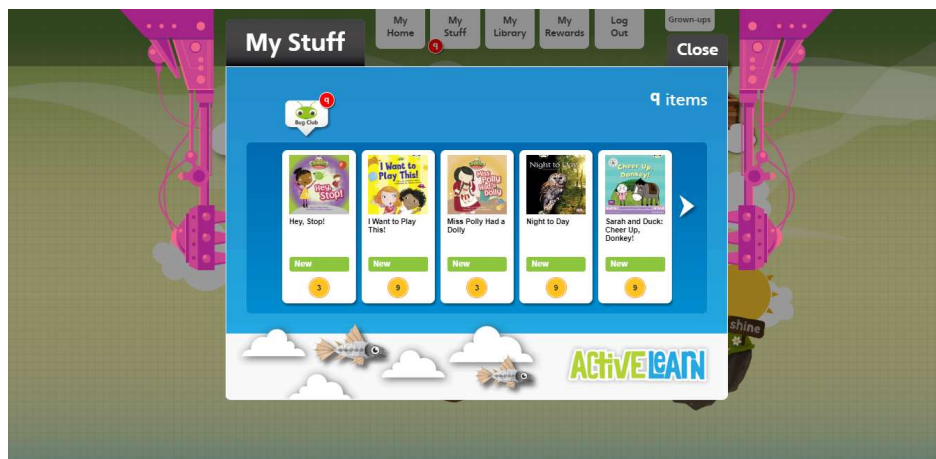 My Stuff
My Home
My Stuff
9
My Library
My Rewards
Log Out
Grown-ups
Close
9
Bug Club
9 items
Hey, Stop!
I Want to Play This!
Miss Polly had a Dolly
Night to Day
Cheer Up, Donkey!
Hey, Stop!
I Want to Play
This!
Miss Polly Had a
Dolly
Night to Day
Sarah and Duck:
Cheer Up,
Donkey!
New
New
New
New
New
3
9
3
9
9
shine
ACTIVE LEARN